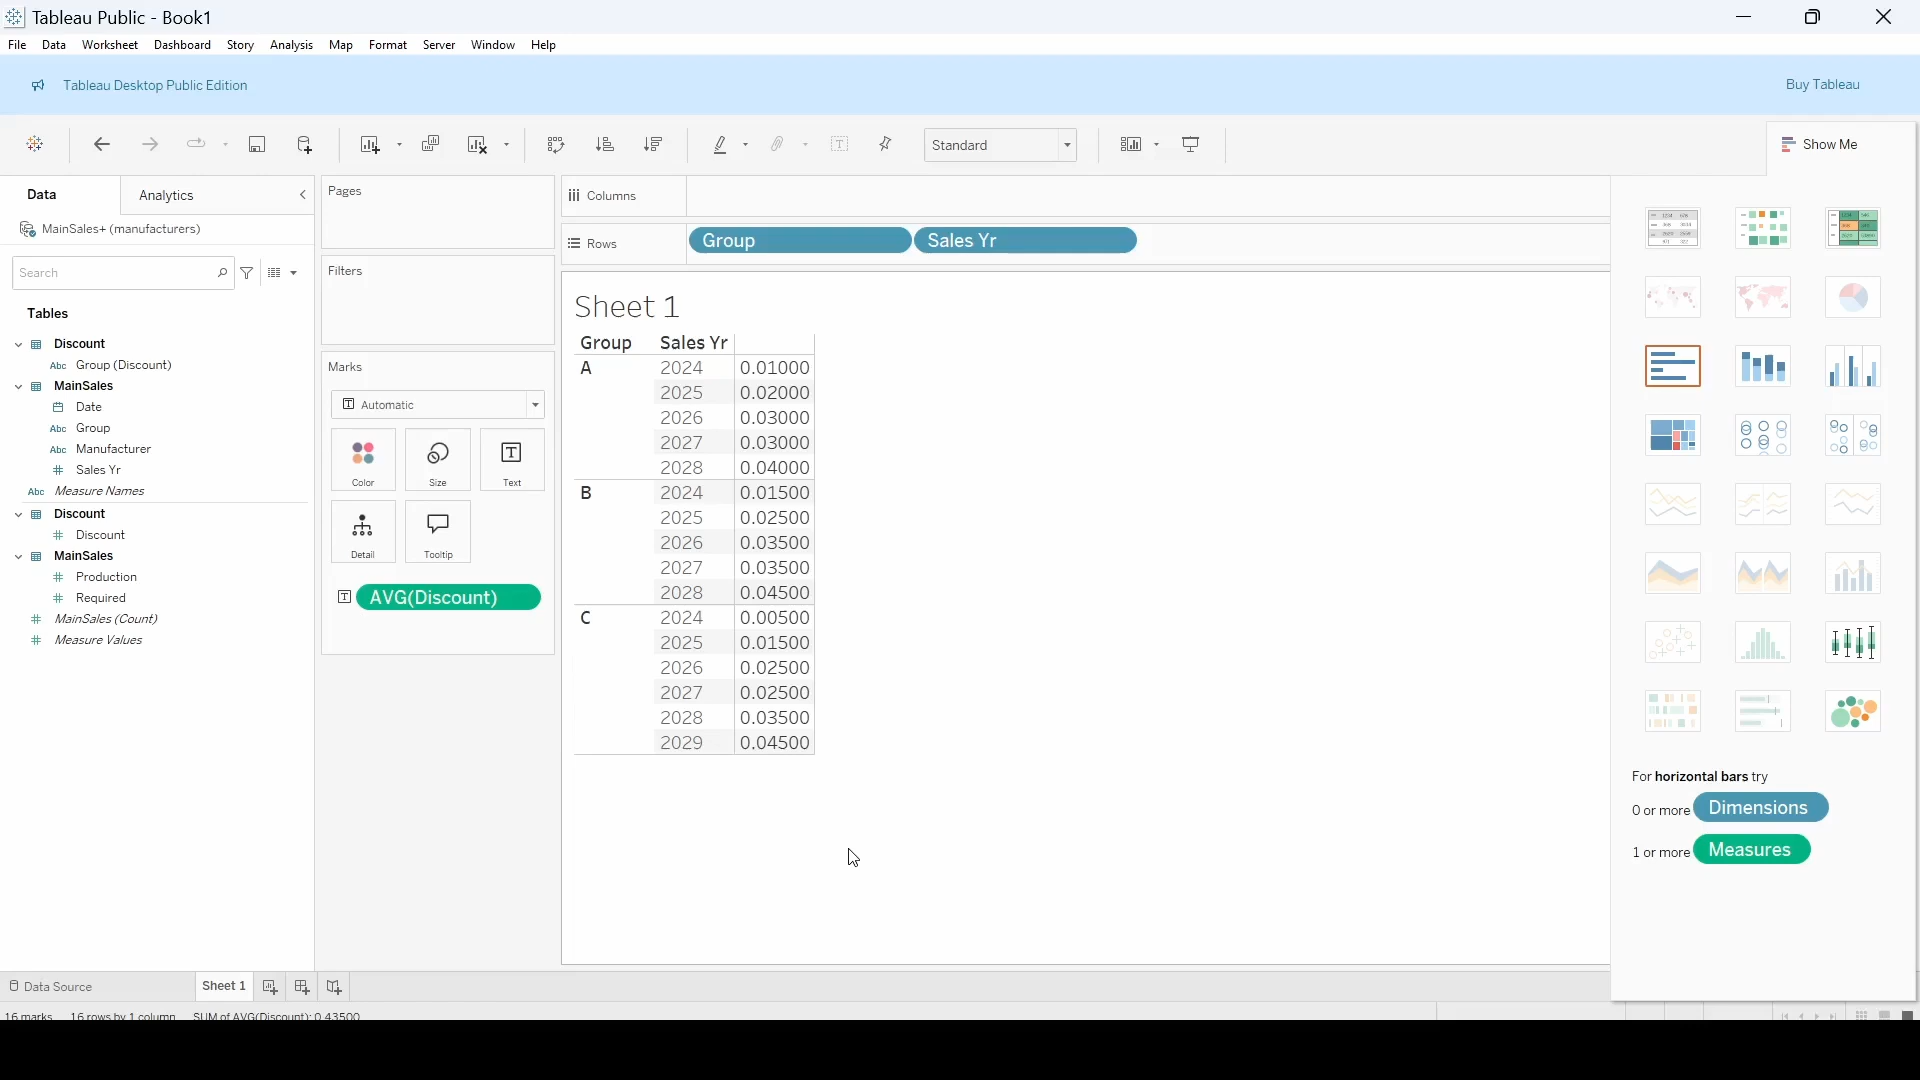 Tableau Public - Book1
File Data Worksheet Dashboard Story Analysis Map Format Server Window Help
Tableau Desktop Public Edition
Buy Tableau
Standard
Show Me
Data
Analytics
MainSales+ (manufacturers)
Search
Tables
Discount
Abc Group (Discount)
MainSales
Date
Abc Group
Abc Manufacturer
# Sales Yr
Abc Measure Names
Discount
# Discount
MainSales
# Production
# Required
# MainSales (Count)
# Measure Values
Pages
Filters
Marks
Automatic
Color Size Text
Detail Tooltip
AVG(Discount)
Columns
Rows Group Sales Yr
Sheet 1
Group Sales Yr
A 2024 0.01000
2025 0.02000
2026 0.03000
2027 0.03000
2028 0.04000
B 2024 0.01500
2025 0.02500
2026 0.03500
2027 0.03500
2028 0.04500
C 2024 0.00500
2025 0.01500
2026 0.02500
2027 0.02500
2028 0.03500
2029 0.04500
For horizontal bars try
0 or more Dimensions
1 or more Measures
Data Source Sheet 1
16 marks 16 rows by 1 column SUM of AVG(Discount): 0.43500